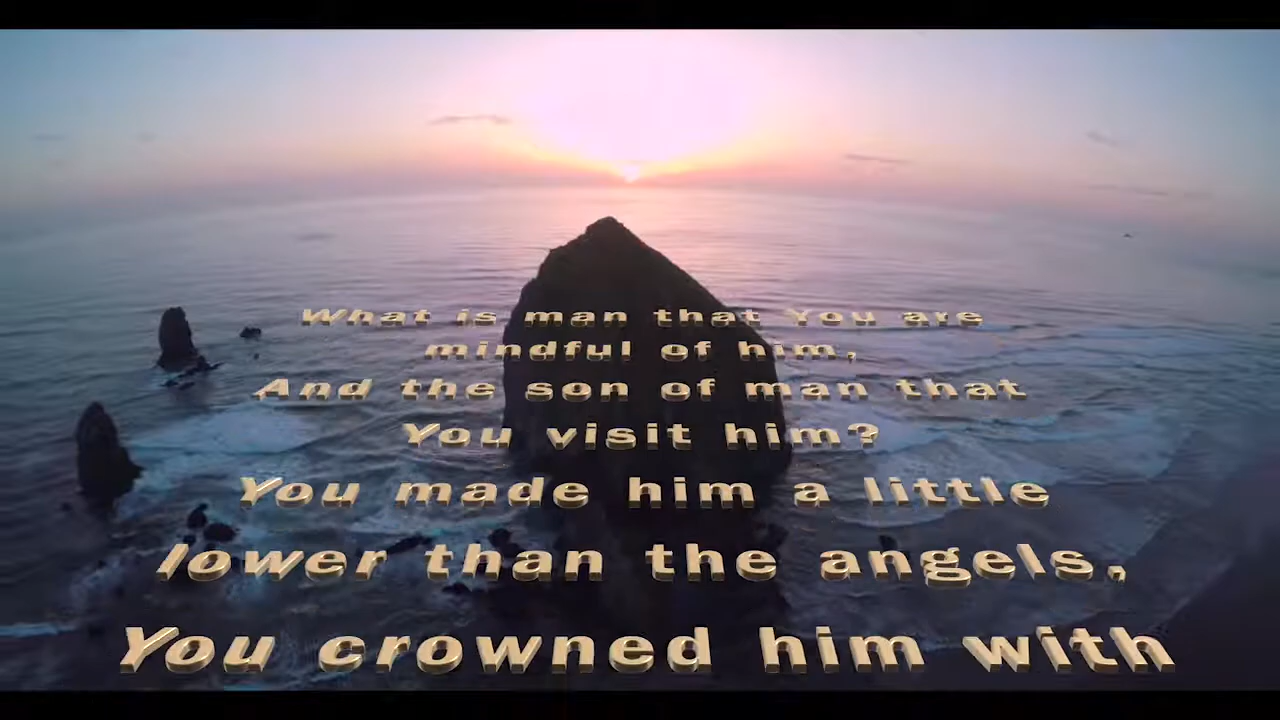 What is man that You are
mindful of him,
And the son of man that
You visit him?
You made him a little
lower than the angels,
You crowned him with